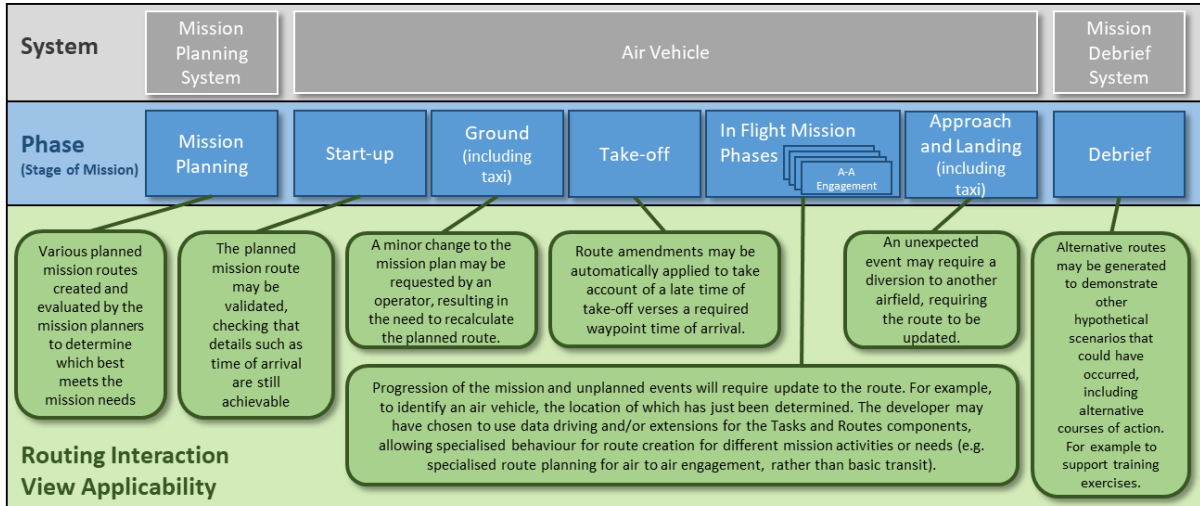 System
Mission
Planning
System
Air Vehicle
Mission
Debrief
System
Phase
(Stage of Mission)
Mission
Planning
Start-up
Ground
(including
taxi)
Take-off
In Flight Mission
Phases
A-A
Engagement
Approach
and Landing
(including
taxi)
Debrief
Various planned
mission routes
created and
evaluated by the
mission planners
to determine
which best
meets the
mission needs
The planned
mission route
may be
validated,
checking that
details such as
time of arrival
are still
achievable
A minor change to the
mission plan may be
requested by an
operator, resulting in
the need to recalculate
the planned route.
Route amendments may be
automatically applied to take
account of a late time of
take-off verses a required
waypoint time of arrival.
An unexpected
event may require a
diversion to another
airfield, requiring
the route to be
updated.
Alternative routes
may be generated
to demonstrate
other
hypothetical
scenarios that
could have
occurred,
including
alternative
courses of action.
For example to
support training
exercises.
Progression of the mission and unplanned events will require update to the route. For example,
to identify an air vehicle, the location of which has just been determined. The developer may
have chosen to use data driving and/or extensions for the Tasks and Routes components,
allowing specialised behaviour for route creation for different mission activities or needs (e.g.
specialised route planning for air to air engagement, rather than basic transit).
Routing Interaction
View Applicability